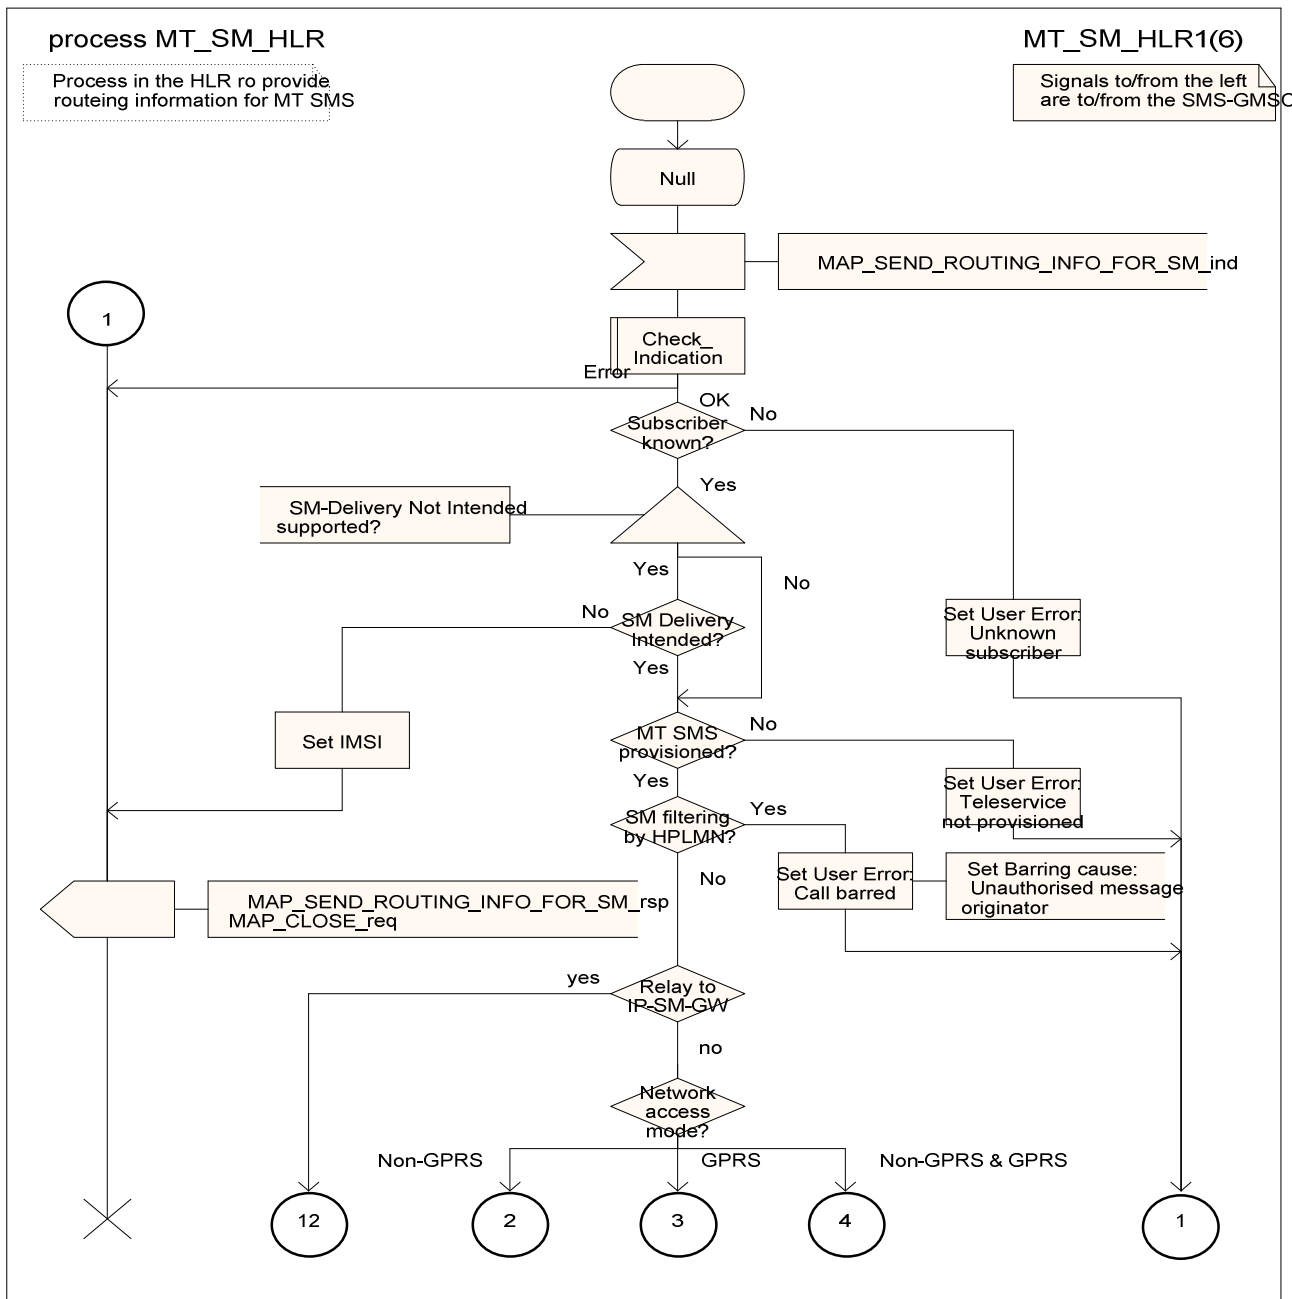 process MT_SM_HLR
MT_SM_HLR1(6)
Process in the HLR ro provide
routeing information for MT SMS
Signals to/from the left
are to/from the SMS-GMSC
Null
MAP_SEND_ROUTING_INFO_FOR_SM_ind
1
Check_
Indication
Error
OK
No
Subscriber
known?
Yes
SM-Delivery Not Intended
supported?
Yes
No
No
SM Delivery
Intended?
Set User Error:
Unknown
subscriber
Yes
No
MT SMS
provisioned?
Set IMSI
Yes
Set User Error:
Teleservice
not provisioned
Yes
SM filtering
by HPLMN?
No
Set User Error:
Call barred
Set Barring cause:
Unauthorised message
originator
MAP_SEND_ROUTING_INFO_FOR_SM_rsp
MAP_CLOSE_req
yes
Relay to
IP-SM-GW
no
Network
access
mode?
Non-GPRS
GPRS
Non-GPRS & GPRS
12
2
3
4
1